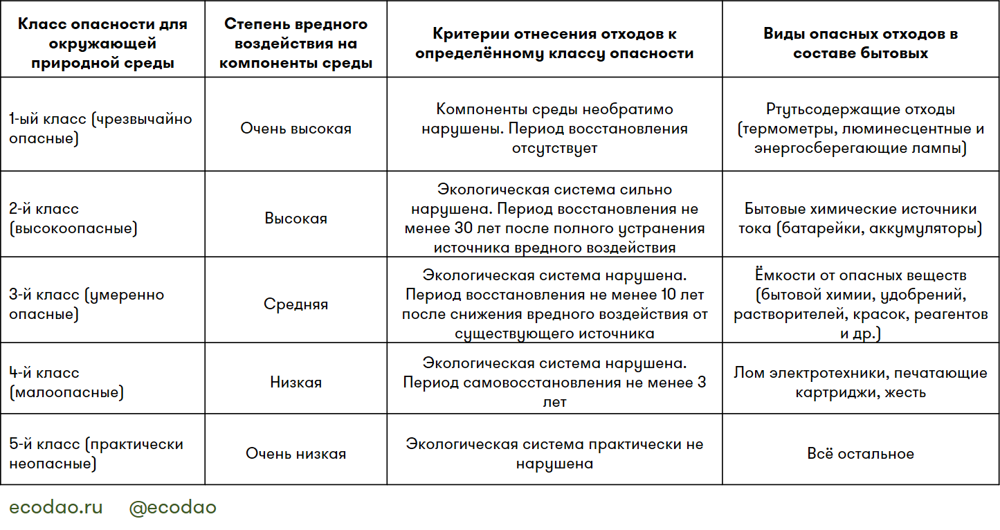 Класс опасности для
окружающей
природной среды
Степень вредного
воздействия на
компоненты среды
Критерии отнесения отходов к
определённому классу опасности
Виды опасных отходов в
составе бытовых
1-ый класс (чрезвычайно
опасные)
Очень высокая
Компоненты среды необратимо
нарушены. Период восстановления
отсутствует
Ртутьсодержащие отходы
(термометры, люминесцентные и
энергосберегающие лампы)
2-й класс
(высокоопасные)
Высокая
Экологическая система сильно
нарушена. Период восстановления не
менее 30 лет после полного устранения
источника вредного воздействия
Бытовые химические источники
тока (батарейки, аккумуляторы)
3-й класс (умеренно
опасные)
Средняя
Экологическая система нарушена.
Период восстановления не менее 10 лет
после снижения вредного воздействия от
существующего источника
Ёмкости от опасных веществ
(бытовой химии, удобрений,
растворителей, красок, реагентов
и др.)
4-й класс
(малоопасные)
Низкая
Экологическая система нарушена.
Период самовосстановления не менее 3
лет
Лом электротехники, печатающие
картриджи, жесть
5-й класс (практически
неопасные)
Очень низкая
Экологическая система практически не
нарушена
Всё остальное
ecodao.ru @ecodao